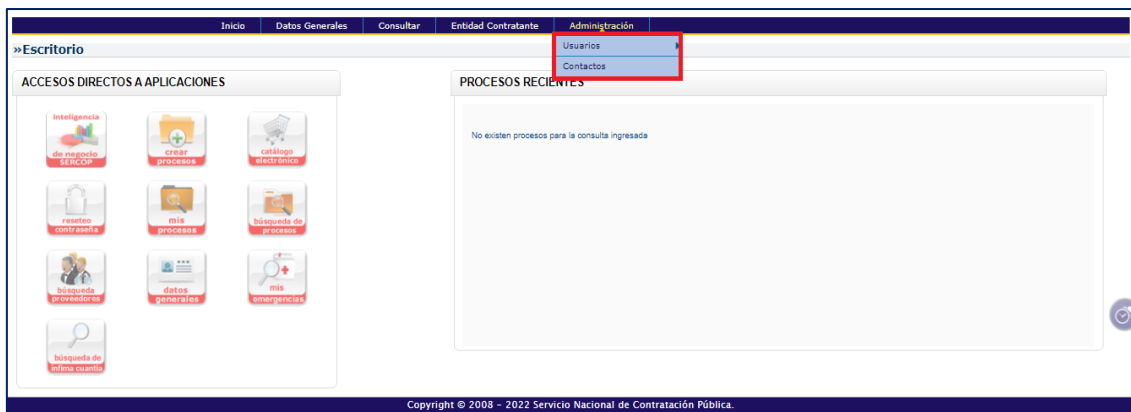 Inicio Datos Generales Consultar Entidad Contratante Administración
»Escritorio
Usuarios
Contactos
ACCESOS DIRECTOS A APLICACIONES
PROCESOS RECIENTES
No existen procesos para la consulta ingresada
Inteligencia
de negocio
SERCOP
crear
procesos
catálogo
electrónico
reseteo
contraseña
mis
procesos
búsqueda de
procesos
búsqueda
proveedores
datos
generales
mis
emergencias
búsqueda de
ínfima cuantía
Copyright © 2008 - 2022 Servicio Nacional de Contratación Pública.